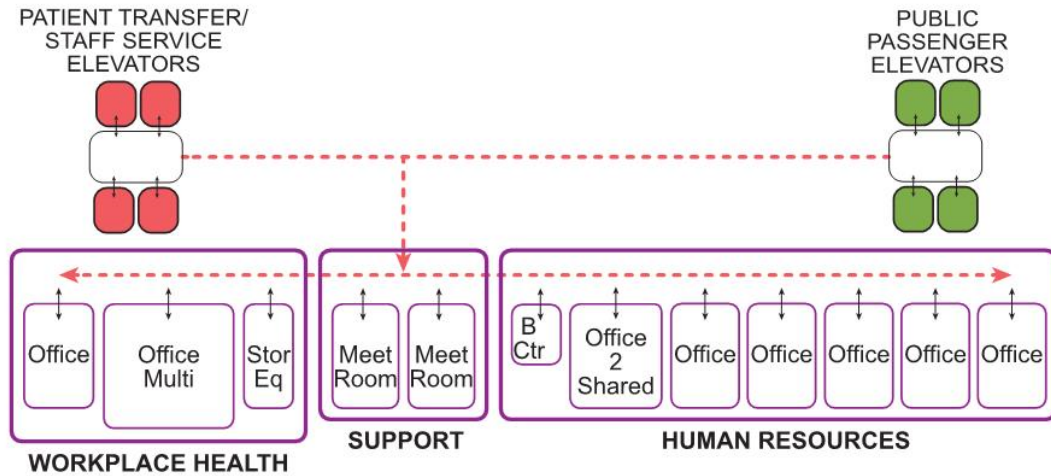 PATIENT TRANSFER/
STAFF SERVICE
ELEVATORS
PUBLIC
PASSENGER
ELEVATORS
Office
Office
Multi
Stor
Eq
Meet
Room
Meet
Room
B
Ctr
Office
2
Shared
Office
Office
Office
Office
Office
WORKPLACE HEALTH
SUPPORT
HUMAN RESOURCES